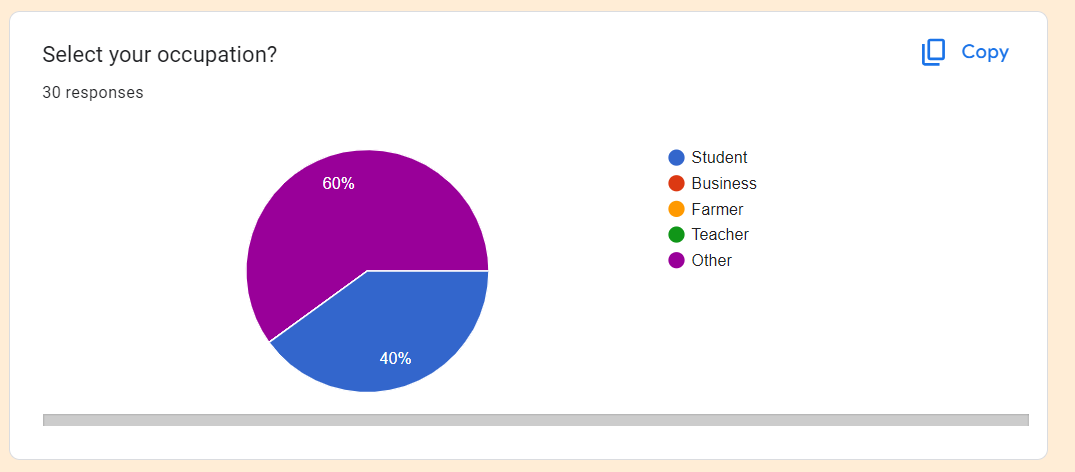 Select your occupation?
Copy
30 responses
60%
40%
Student
Business
Farmer
Teacher
Other